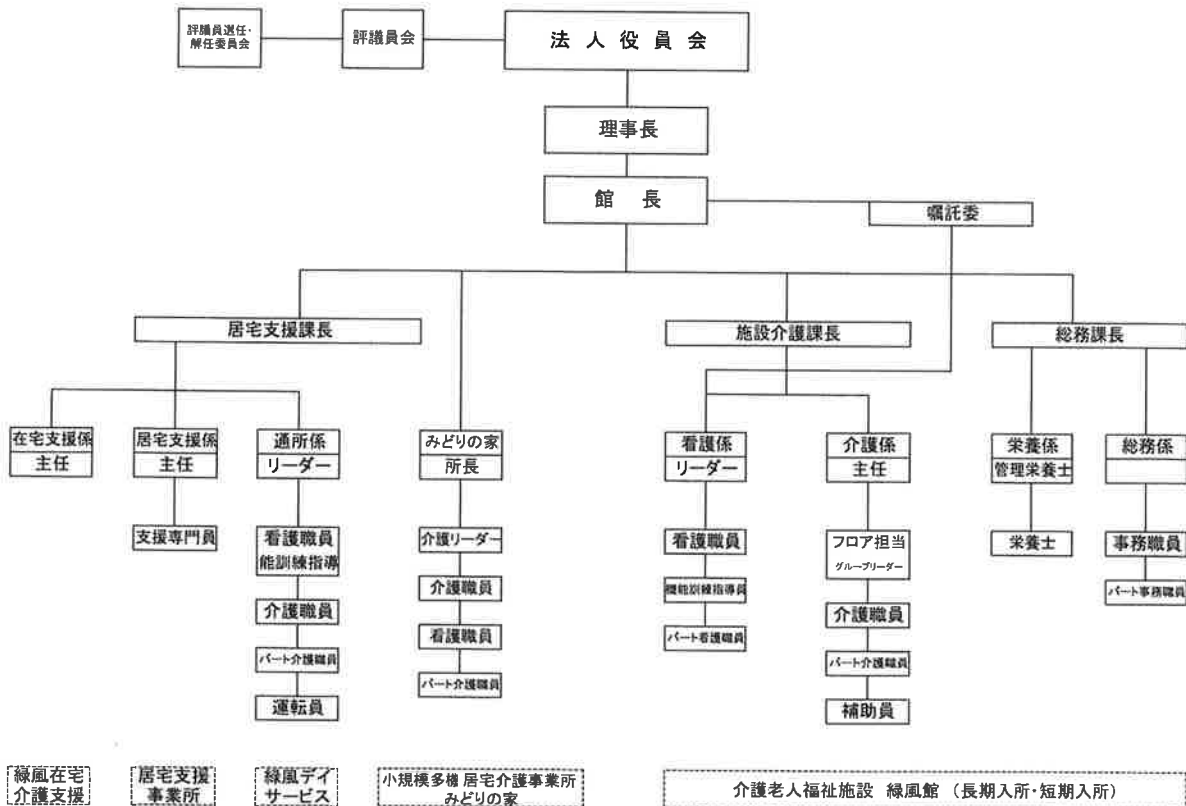 評議員選任・
解任委員会
評議員会
法人役員会
理事長
館 長
嘱託委
居宅支援課長
施設介護課長
総務課長
在宅支援係
主任
居宅支援係
主任
通所係
リーダー
みどりの家
所長
看護係
リーダー
介護係
主任
栄養係
管理栄養士
総務係
支援専門員
看護職員
能訓練指導
介護職員
パート介護職員
運転員
介護リーダー
介護職員
看護職員
パート介護職員
看護職員
機能訓練指導員
パート看護職員
フロア担当
グループリーダー
介護職員
パート介護職員
補助員
栄養士
事務職員
パート事務職員
緑風在宅
介護支援
居宅支援
事業所
緑風デイ
サービス
小規模多機 居宅介護事業所
みどりの家
介護老人福祉施設 緑風館 （長期入所・短期入所）